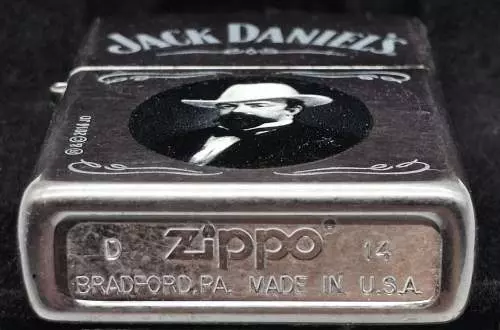 JACK DANIEL'S
D zippo ® 14
BRADFORD, PA. MADE IN U.S.A.